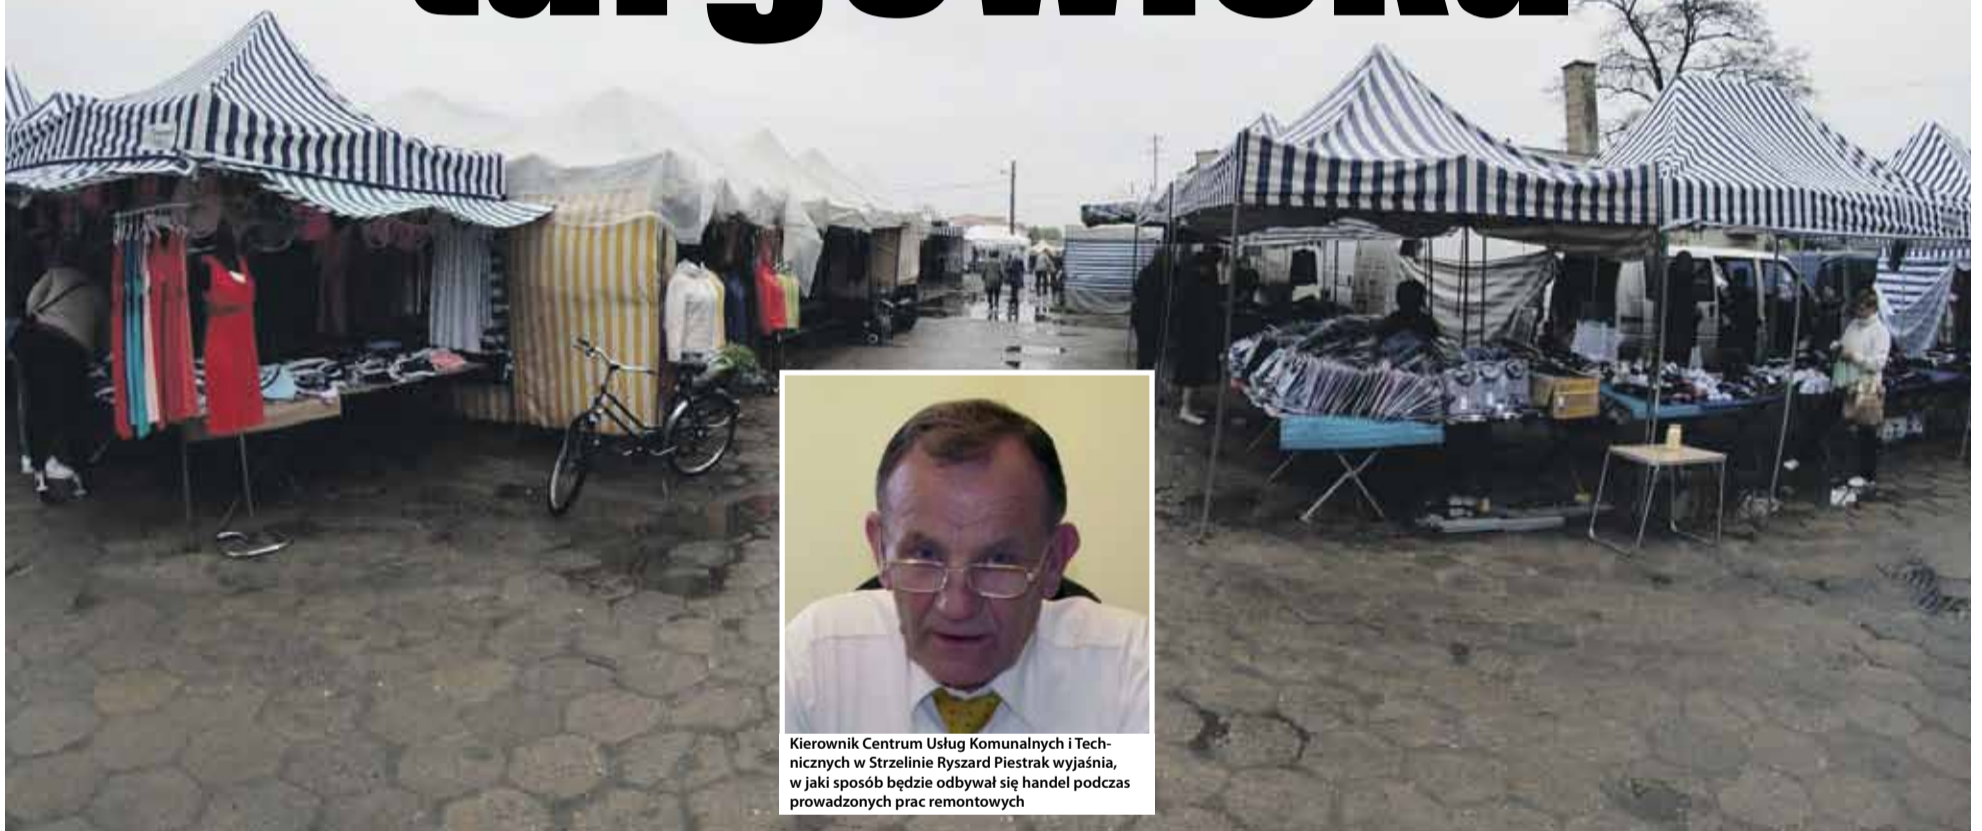 targowiska
Kierownik Centrum Usług Komunalnych i Tech-
nicznych w Strzelinie Ryszard Piestrak wyjaśnia,
w jaki sposób będzie odbywał się handel podczas
prowadzonych prac remontowych